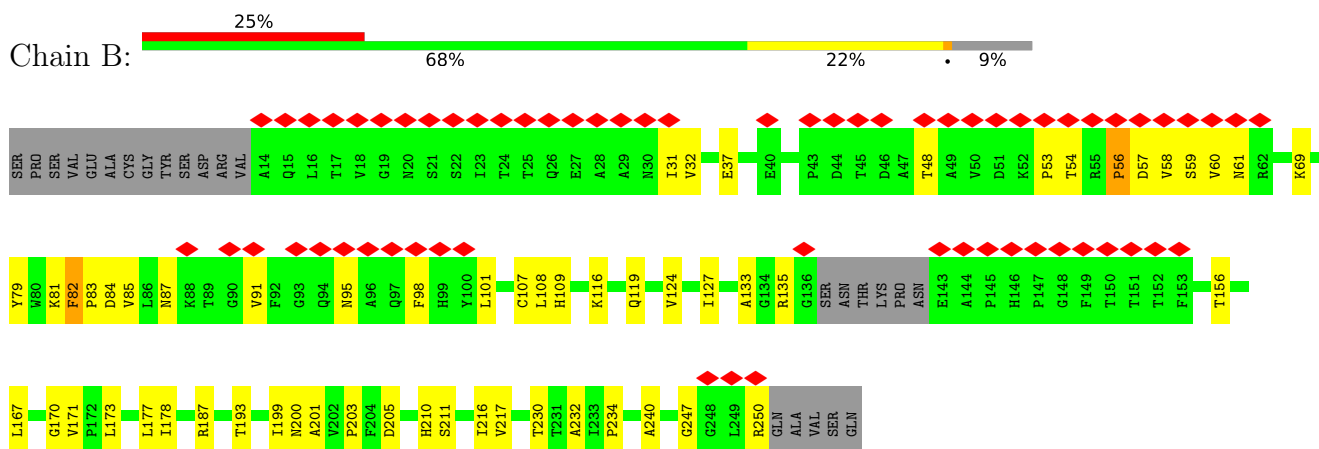 25%
Chain B:
68% 22% • 9%
SER PRO SER VAL GLU ALA CYS GLY TYR SER ASP ARG VAL A14 Q15 L16 I17 V18 G19 N20 S21 S22 I23 T24 T25 Q26 E27 A28 A29 N30 I31 V32 E37 E40 P43 D44 T45 D46 A47 T48 A49 V50 D51 K52 P53 T54 R55 P56 D57 V58 S59 V60 N61 R62 K69
Y79 W80 K81 F82 P83 D84 V85 L86 N87 K88 T89 G90 V91 F92 G93 Q94 N95 A96 Q97 F98 H99 Y100 L101 C107 L108 H109 K116 Q119 V124 I127 A133 G134 R135 G136 SER ASN THR LYS PRO ASN E143 A144 P145 H146 P147 G148 F149 T150 T151 T152 F153 T156
L167 G170 V171 P172 L173 L177 I178 R187 T193 I199 N200 A201 V202 P203 F204 D205 H210 S211 I216 V217 T230 T231 A232 I233 P234 A240 G247 G248 L249 R250 GLN ALA VAL SER GLN